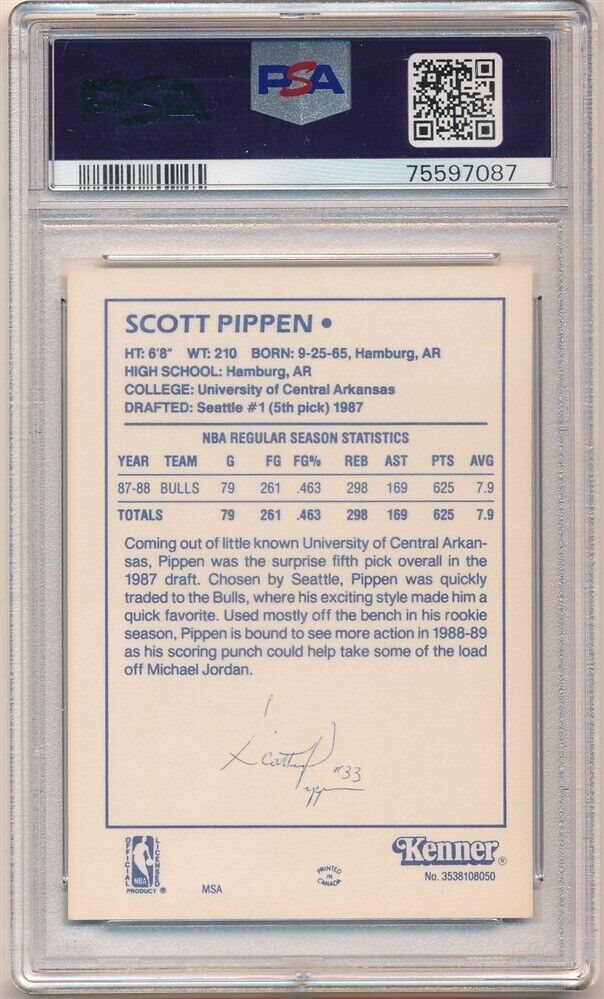 PSA
PSA
75597087
SCOTT PIPPEN •
HT: 6'8" WT: 210 BORN: 9-25-65, Hamburg, AR
HIGH SCHOOL: Hamburg, AR
COLLEGE: University of Central Arkansas
DRAFTED: Seattle #1 (5th pick) 1987
NBA REGULAR SEASON STATISTICS
YEAR TEAM G FG FG% REB AST PTS AVG
87-88 BULLS 79 261 .463 298 169 625 7.9
TOTALS 79 261 .463 298 169 625 7.9
Coming out of little known University of Central Arkan-
sas, Pippen was the surprise fifth pick overall in the
1987 draft. Chosen by Seattle, Pippen was quickly
traded to the Bulls, where his exciting style made him a
quick favorite. Used mostly off the bench in his rookie
season, Pippen is bound to see more action in 1988-89
as his scoring punch could help take some of the load
off Michael Jordan.
#33
OFFICIAL NBA LICENSED
PRODUCT ®
MSA
PRINTED
IN
CANADA
Kenner ®
No. 3538108050